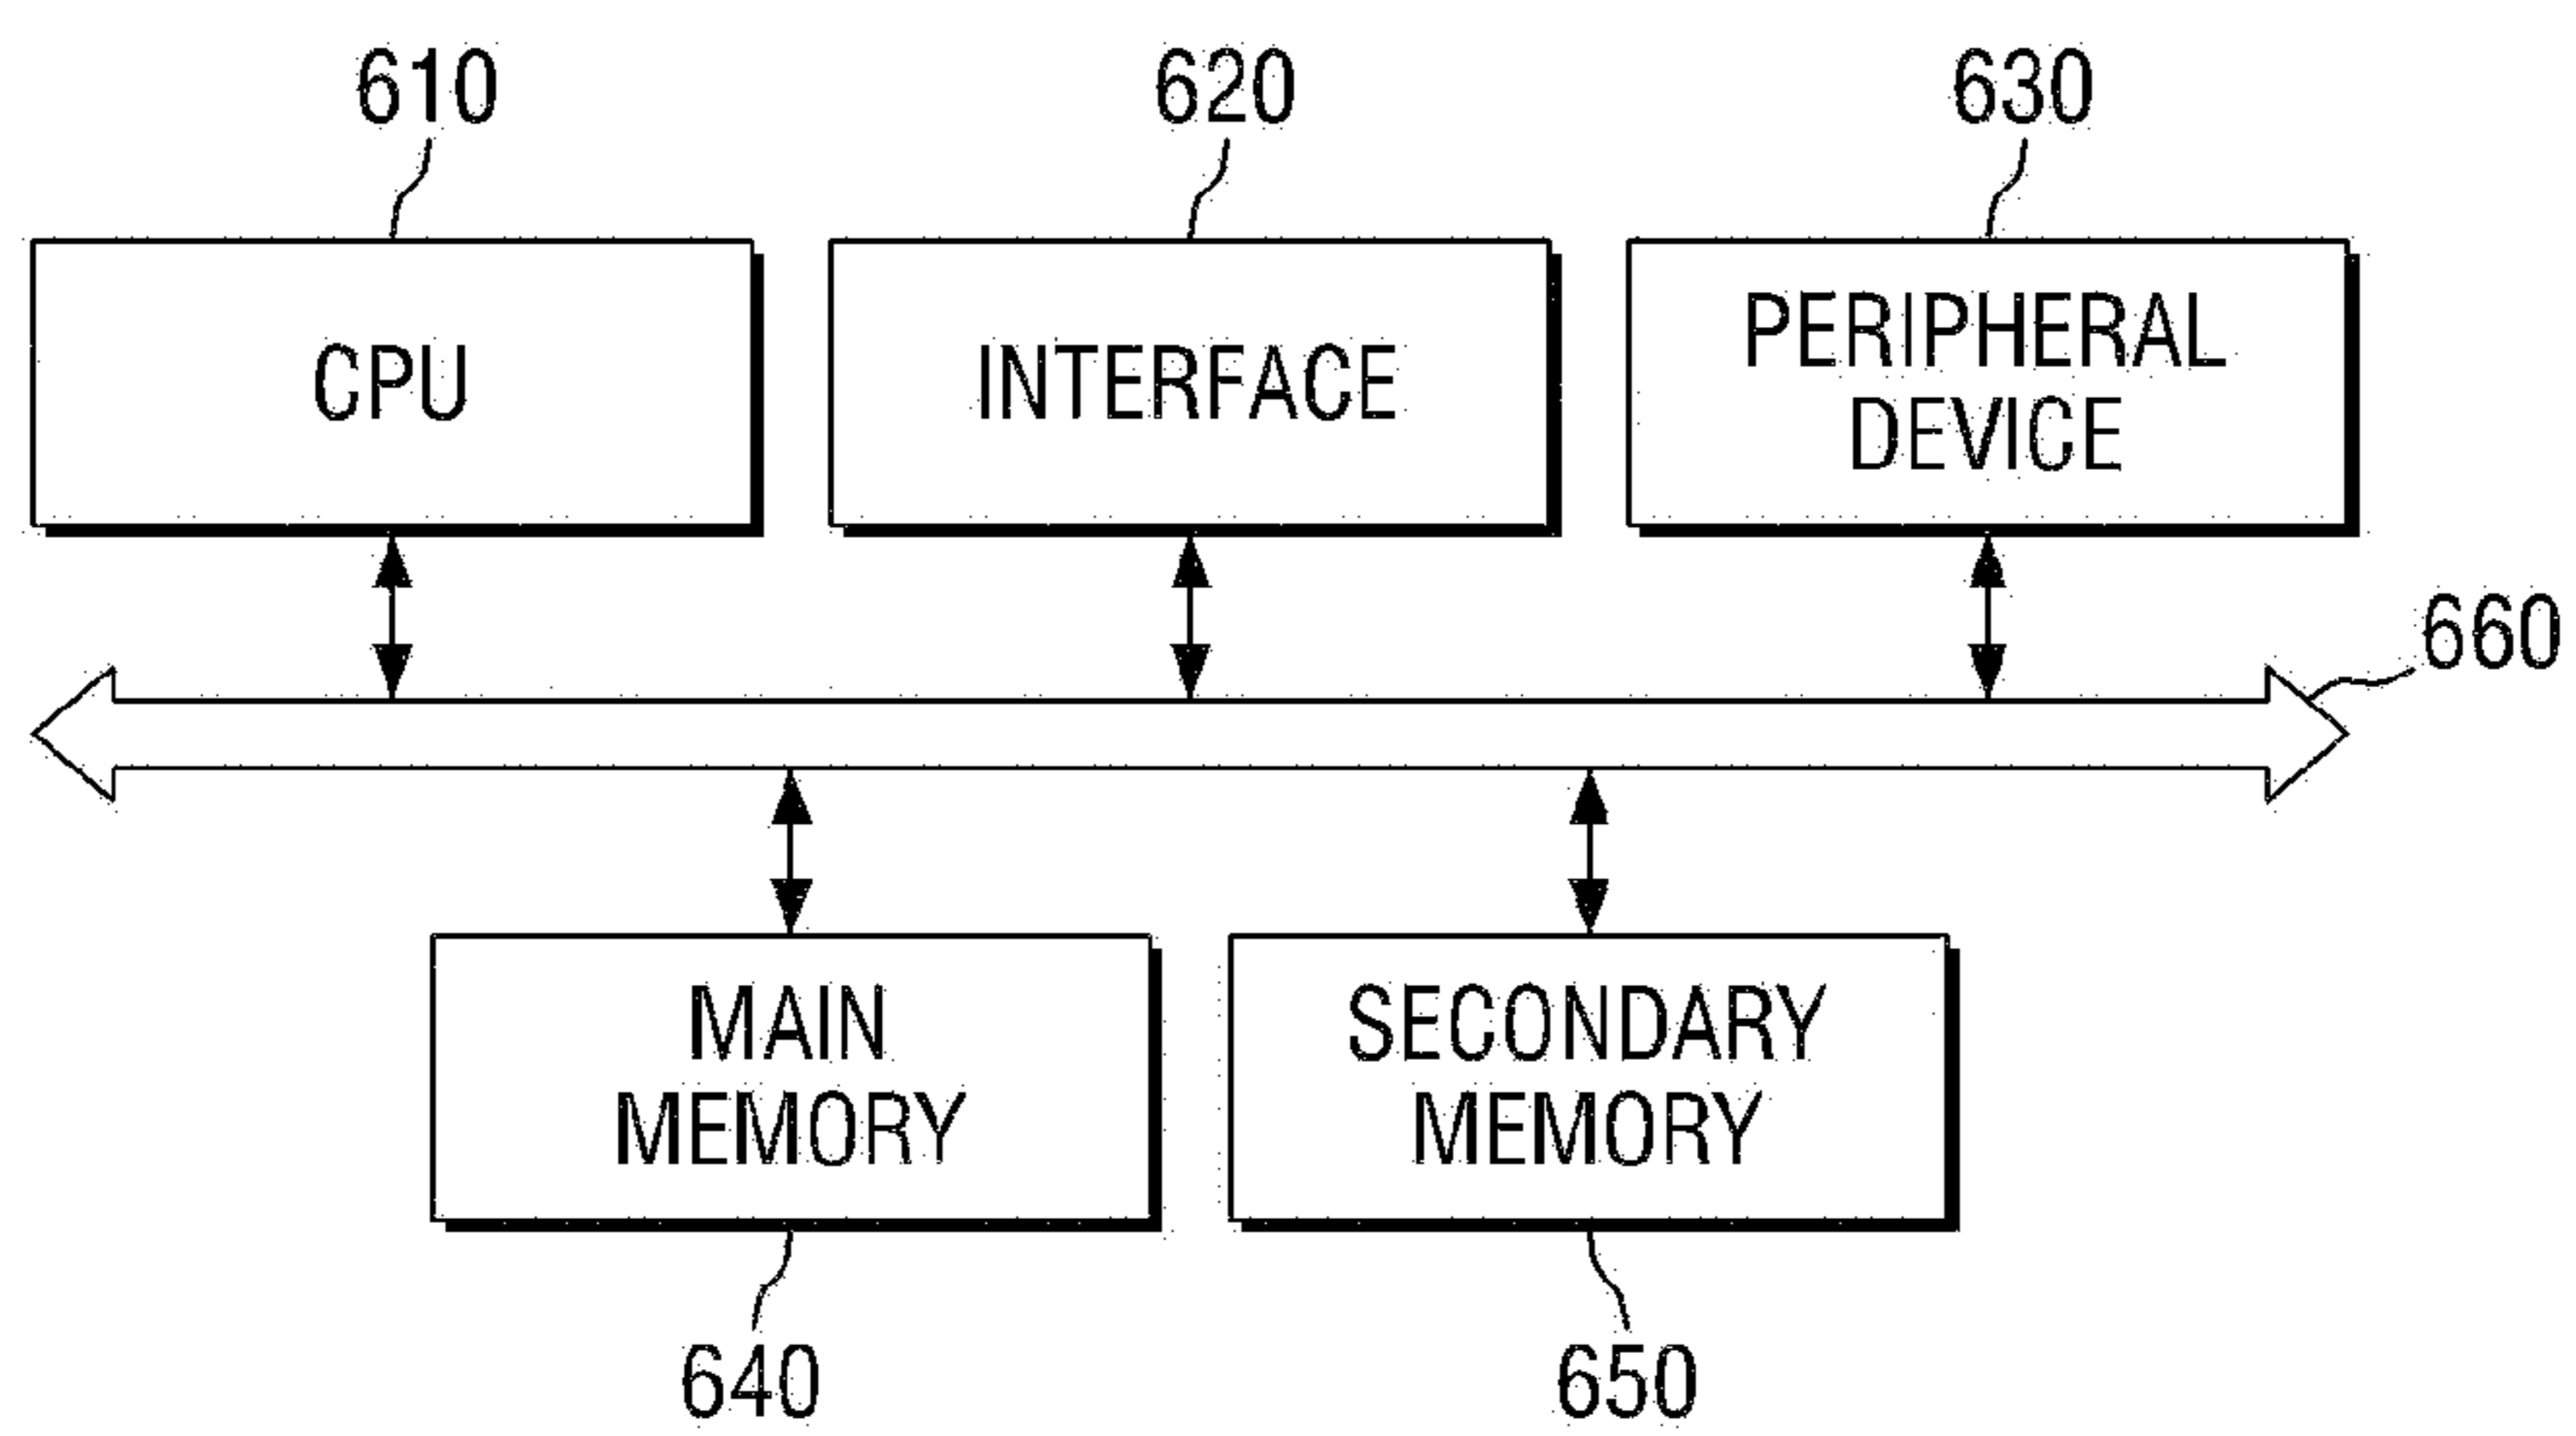 610
620
630
CPU
INTERFACE
PERIPHERAL
DEVICE
660
MAIN
MEMORY
SECONDARY
MEMORY
640
650